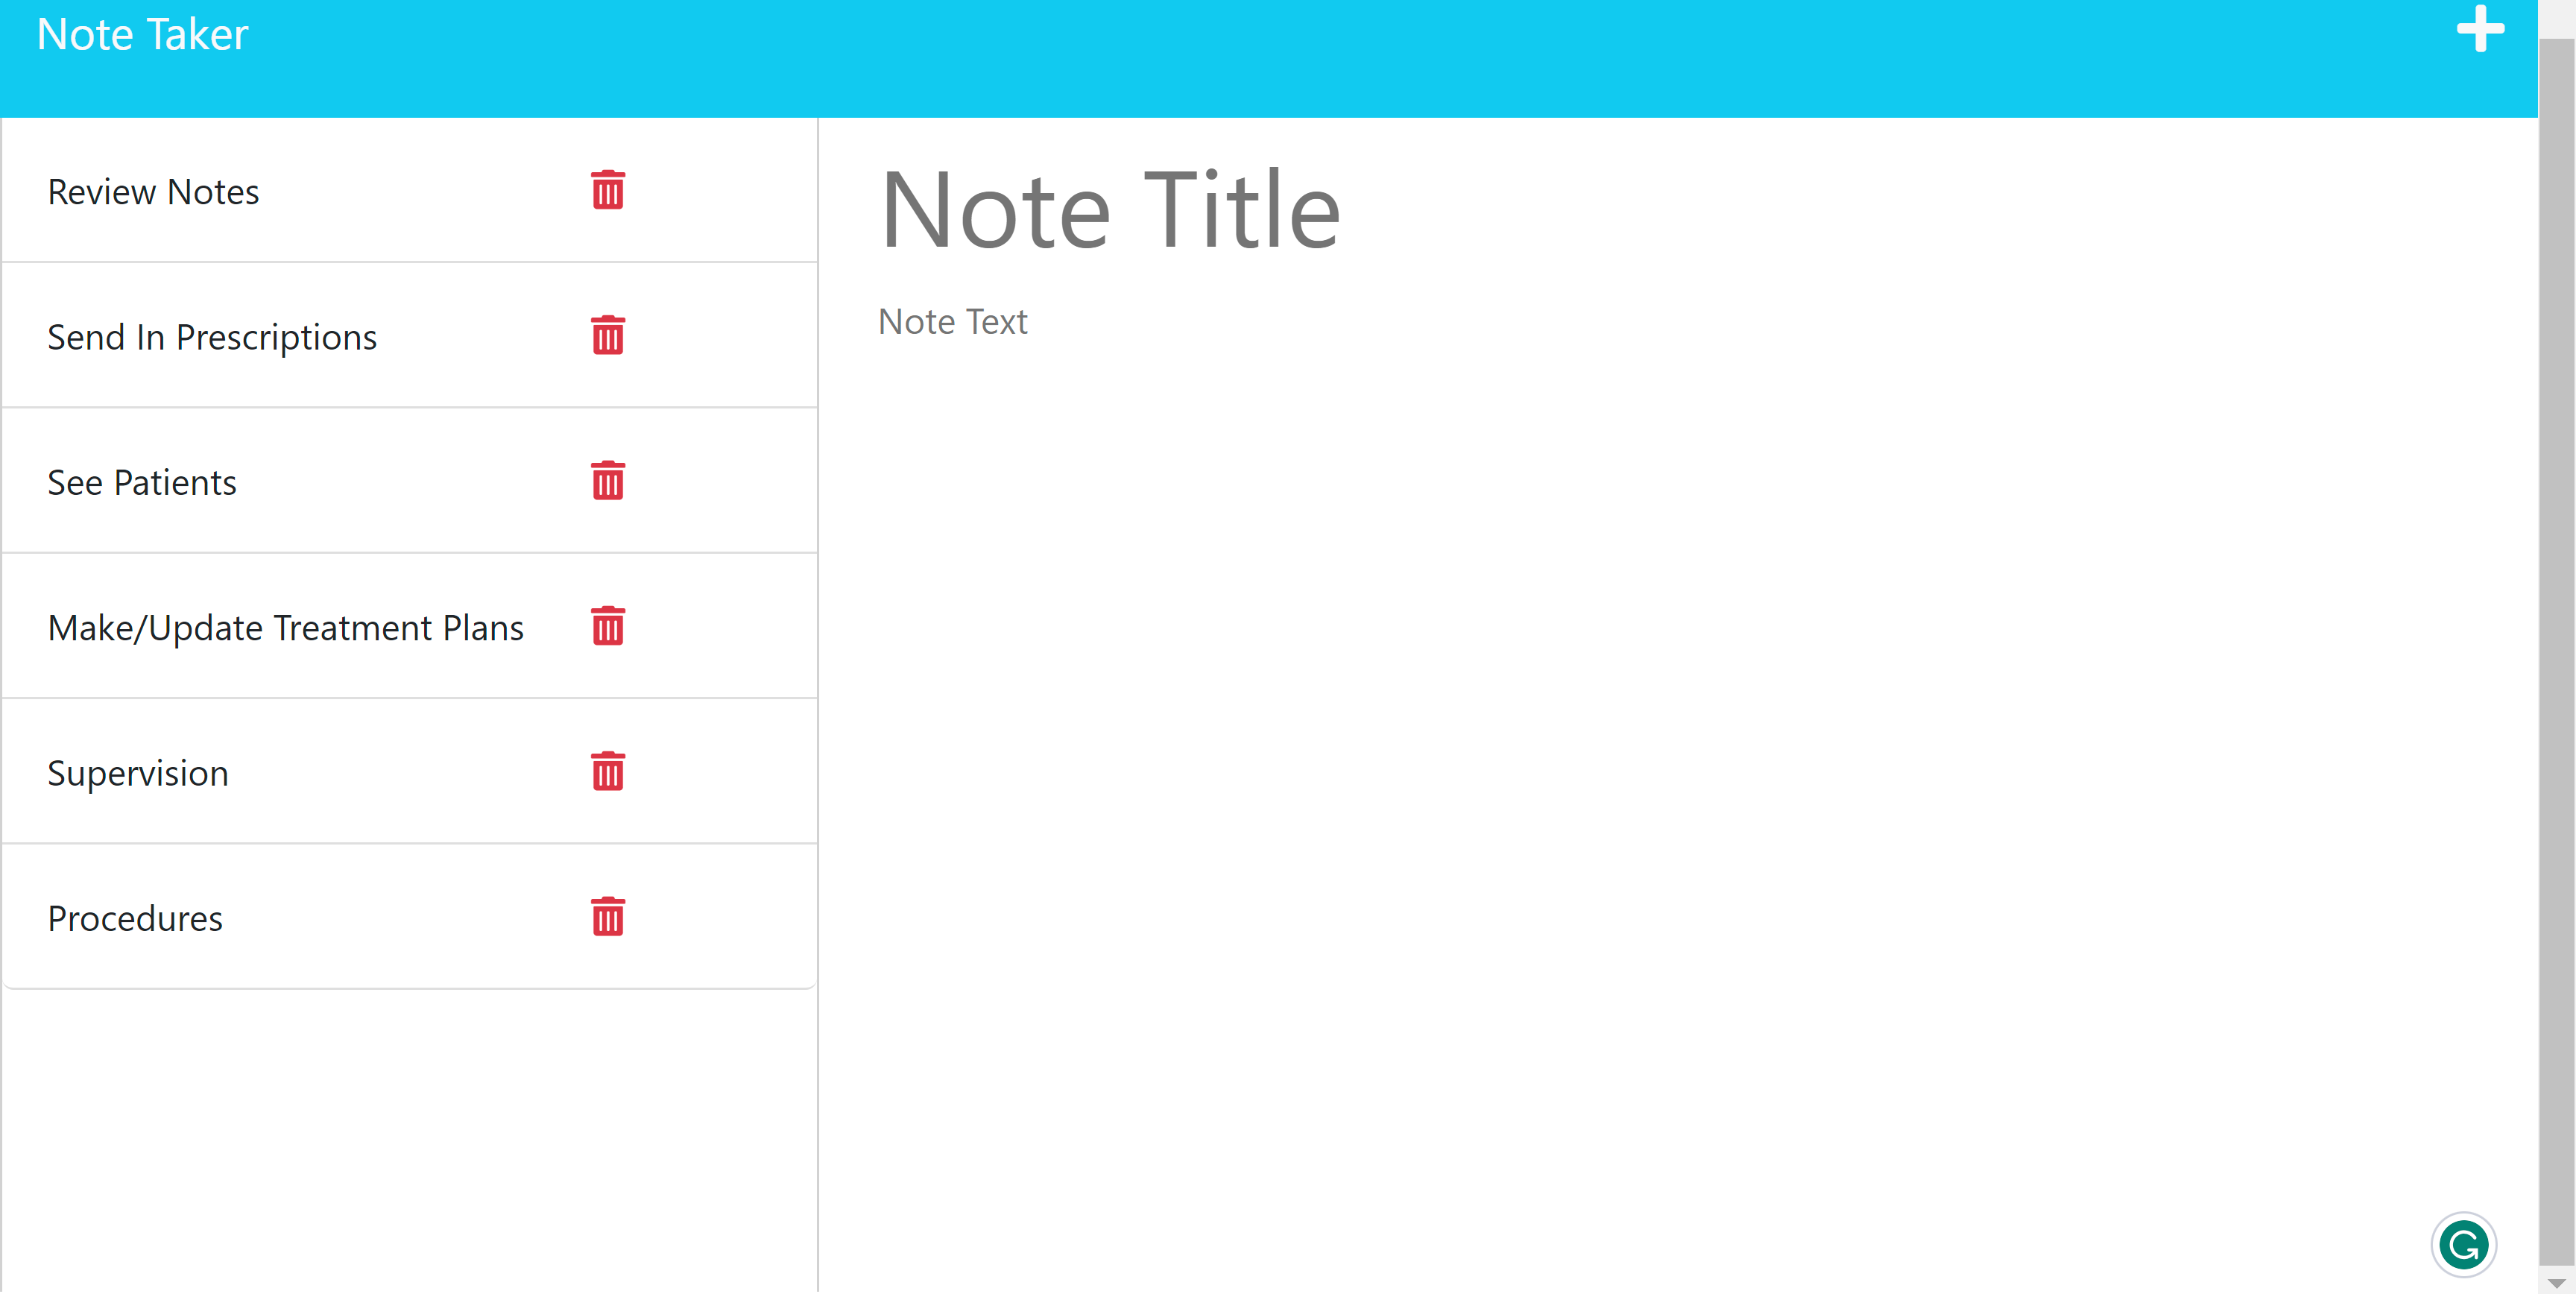 Note Taker
Review Notes
Send In Prescriptions
See Patients
Make/Update Treatment Plans
Supervision
Procedures
Note Title
Note Text